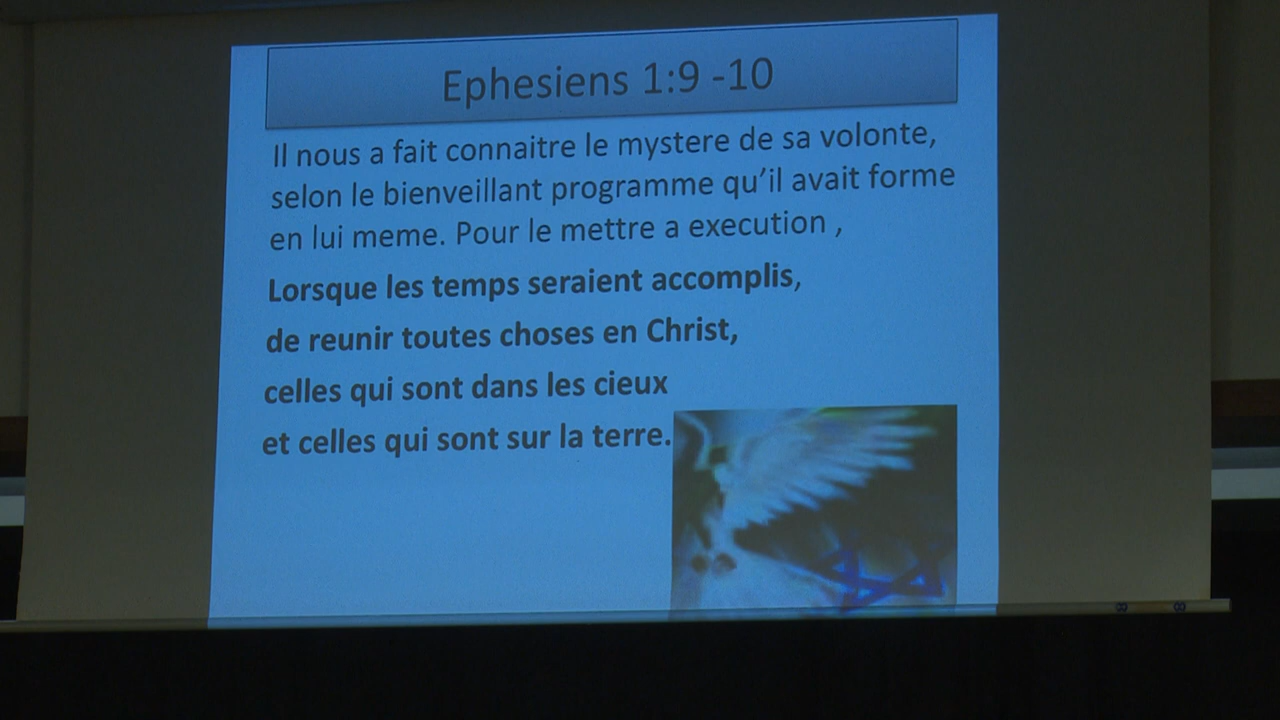 Ephesiens 1:9 -10
Il nous a fait connaitre le mystere de sa volonte,
selon le bienveillant programme qu’il avait forme
en lui meme. Pour le mettre a execution ,
Lorsque les temps seraient accomplis,
de reunir toutes choses en Christ,
celles qui sont dans les cieux
et celles qui sont sur la terre.